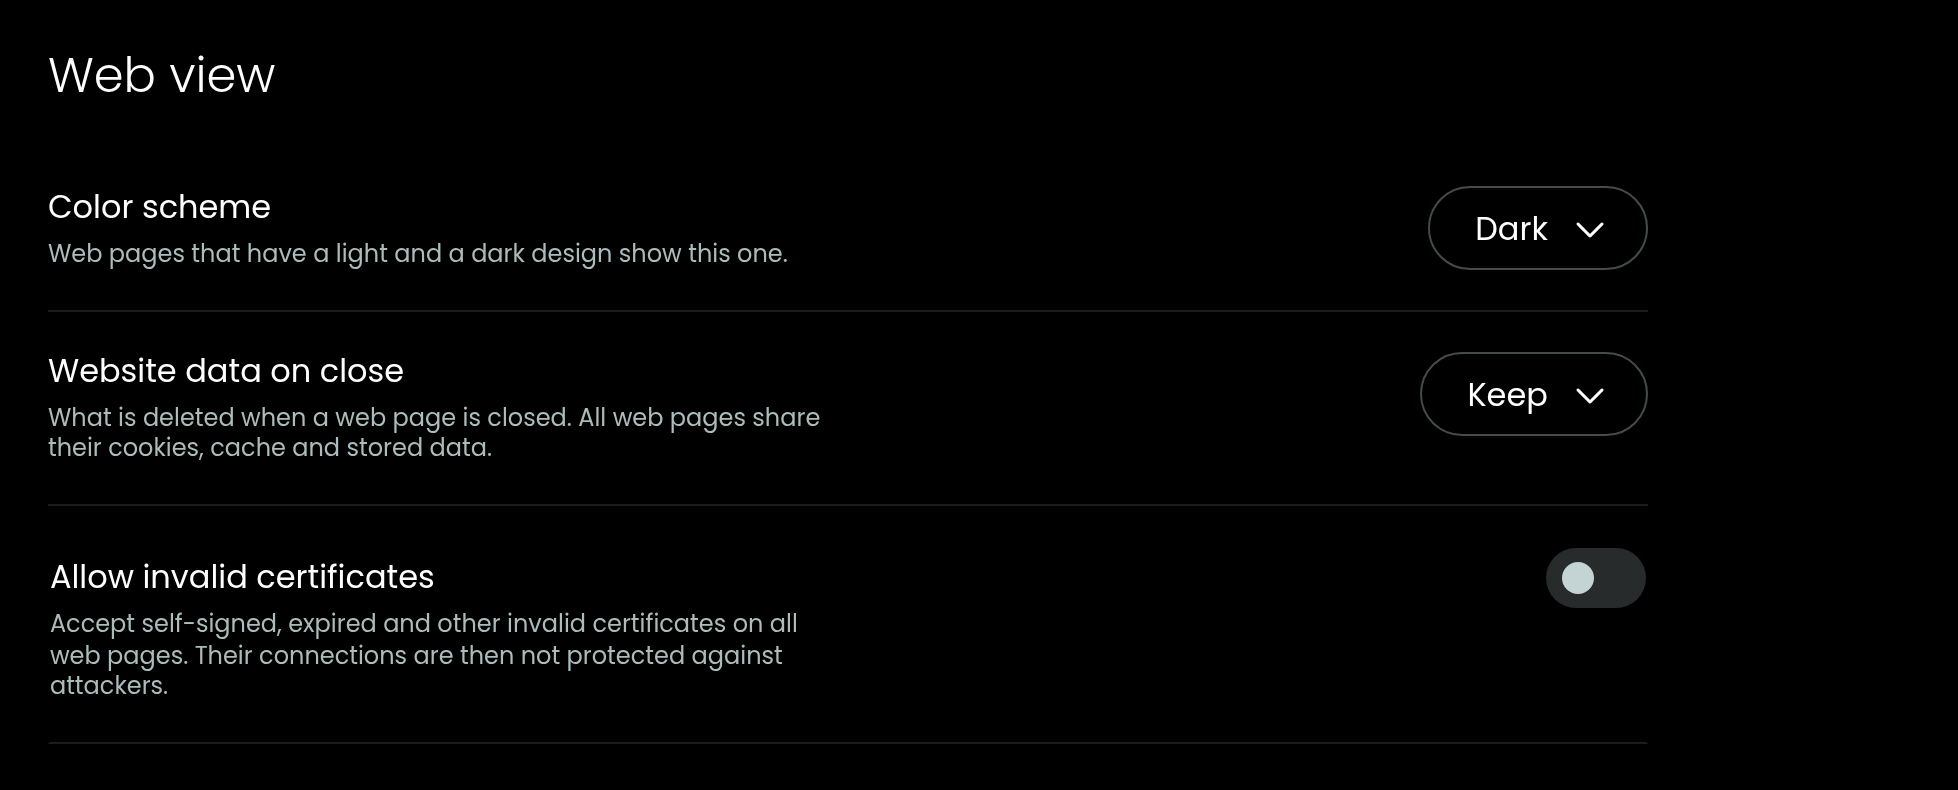 Web view
Color scheme
Dark
Web pages that have a light and a dark design show this one.
Website data on close
Keep
What is deleted when a web page is closed. All web pages share
their cookies, cache and stored data.
Allow invalid certificates
Accept self-signed, expired and other invalid certificates on all
web pages. Their connections are then not protected against
attackers.